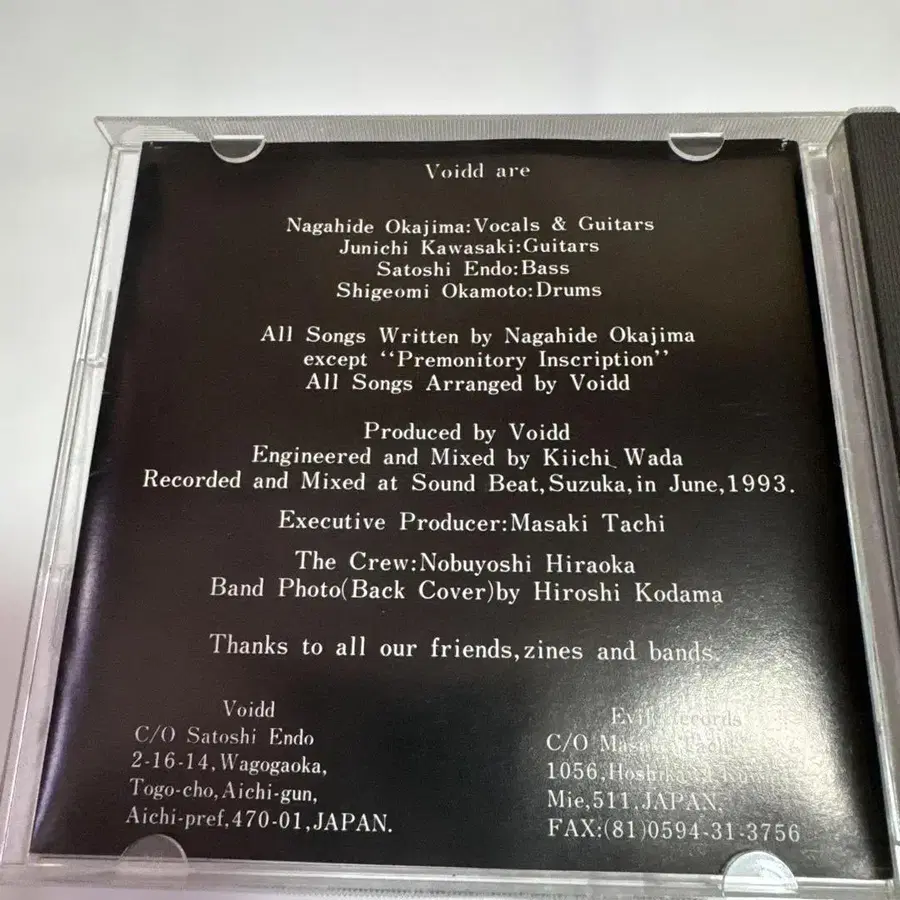 Voidd are
Nagahide Okajima:Vocals & Guitars
Junichi Kawasaki:Guitars
Satoshi Endo:Bass
Shigeomi Okamoto:Drums
All Songs Written by Nagahide Okajima
except “Premonitory Inscription”
All Songs Arranged by Voidd
Produced by Voidd
Engineered and Mixed by Kiichi Wada
Recorded and Mixed at Sound Beat,Suzuka,in June,1993.
Executive Producer:Masaki Tachi
The Crew:Nobuyoshi Hiraoka
Band Photo(Back Cover)by Hiroshi Kodama
Thanks to all our friends,zines and bands.
Voidd
C/O Satoshi Endo
2-16-14,Wagogaoka,
Togo-cho,Aichi-gun,
Aichi-pref,470-01,JAPAN.
Evil Records
C/O Masaki Tachi
1056,
Mie,511,JAPAN.
FAX:(81)0594-31-3756